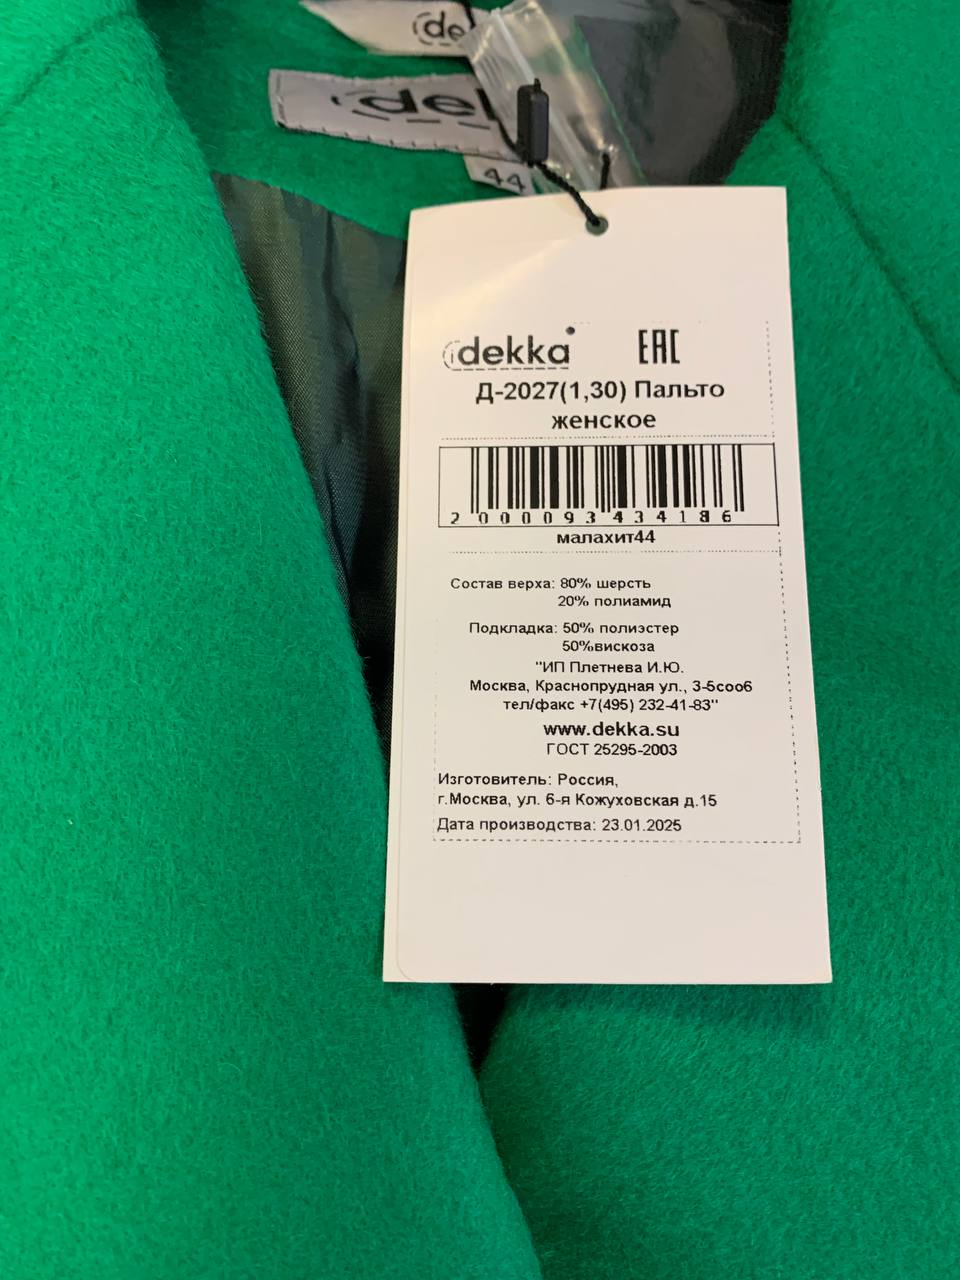 de
dek
44
dekka EAC
Д-2027(1,30) Пальто
женское
2000093434186
малахит44
Состав верха: 80% шерсть
20% полиамид
Подкладка: 50% полиэстер
50%вискоза
"ИП Плетнева И.Ю.
Москва, Краснопрудная ул., 3-5соо6
тел/факс +7(495) 232-41-83"
www.dekka.su
ГОСТ 25295-2003
Изготовитель: Россия,
г.Москва, ул. 6-я Кожуховская д.15
Дата производства: 23.01.2025